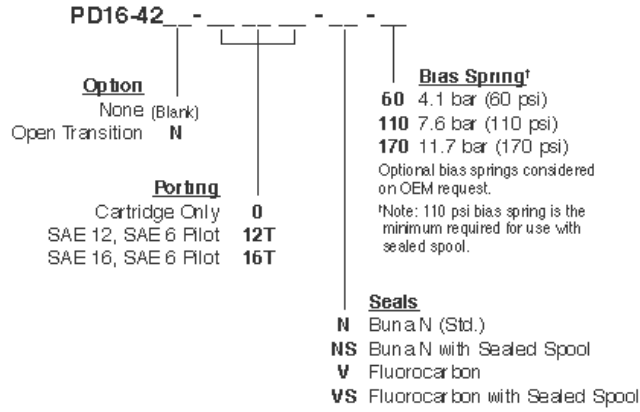 PD16-42__ - __ __ __ - __ - __
Option
None (Blank)
Open Transition N
Porting
Cartridge Only 0
SAE 12, SAE 6 Pilot 12T
SAE 16, SAE 6 Pilot 16T
Bias Spring†
60 4.1 bar (60 psi)
110 7.6 bar (110 psi)
170 11.7 bar (170 psi)
Optional bias springs considered
on OEM request.
†Note: 110 psi bias spring is the
minimum required for use with
sealed spool.
Seals
N Buna N (Std.)
NS Buna N with Sealed Spool
V Fluorocarbon
VS Fluorocarbon with Sealed Spool